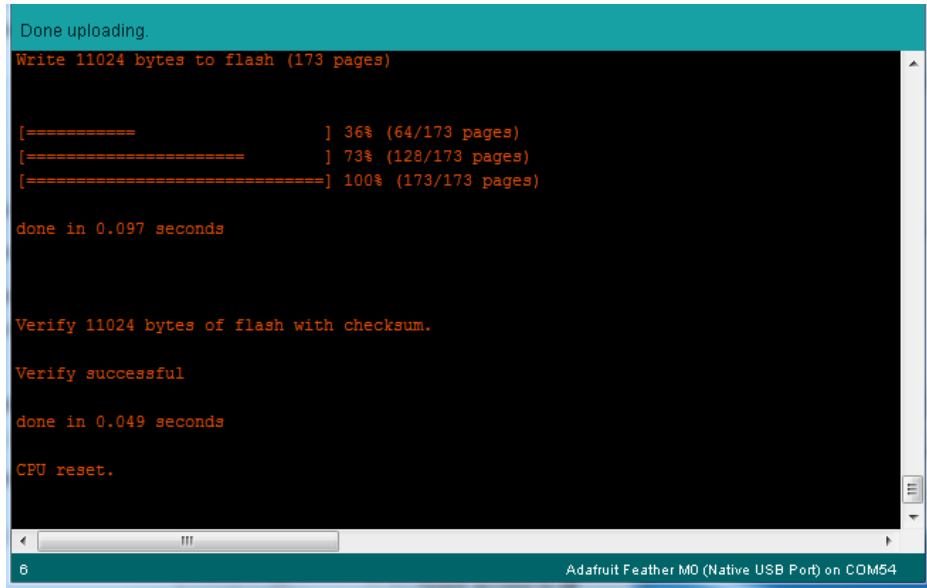 Done uploading.
Write 11024 bytes to flash (173 pages)
[===========                   ] 36% (64/173 pages)
[======================        ] 73% (128/173 pages)
[==============================] 100% (173/173 pages)
done in 0.097 seconds
Verify 11024 bytes of flash with checksum.
Verify successful
done in 0.049 seconds
CPU reset.
6
Adafruit Feather M0 (Native USB Port) on COM54